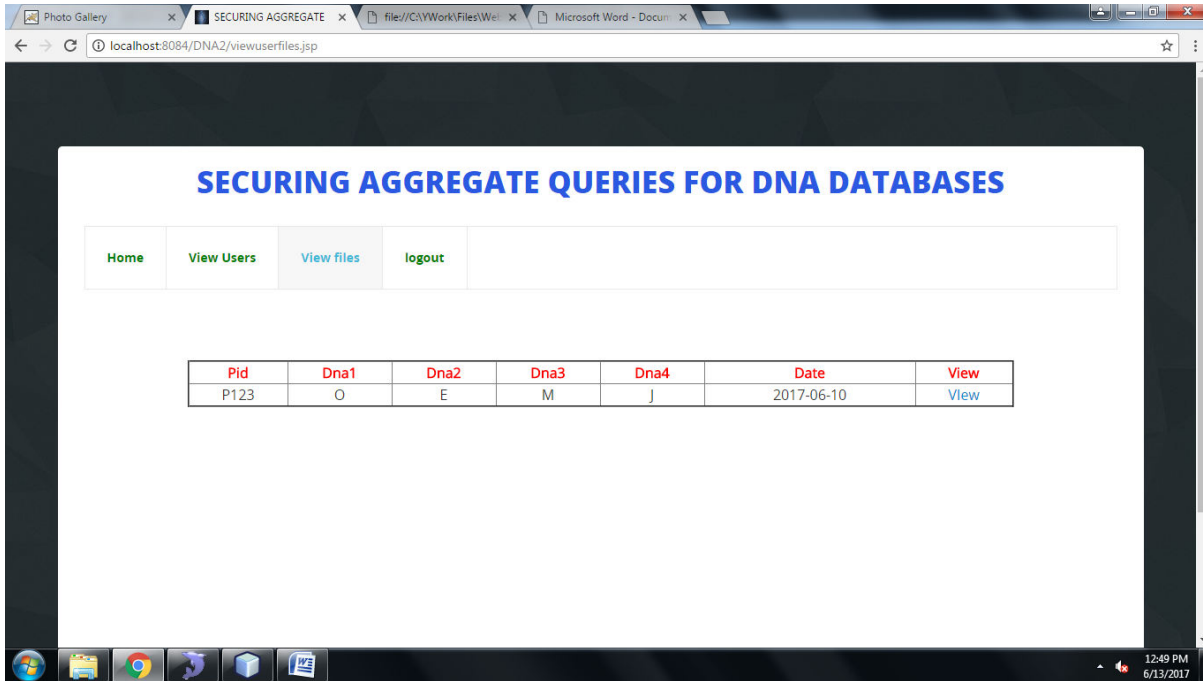 Photo Gallery
SECURING AGGREGATE
file://C:\YWork\Files\Wel
Microsoft Word - Docum
localhost:8084/DNA2/viewuserfiles.jsp
SECURING AGGREGATE QUERIES FOR DNA DATABASES
Home View Users View files logout
Pid Dna1 Dna2 Dna3 Dna4 Date View
P123 O E M J 2017-06-10 VIew
12:49 PM
6/13/2017